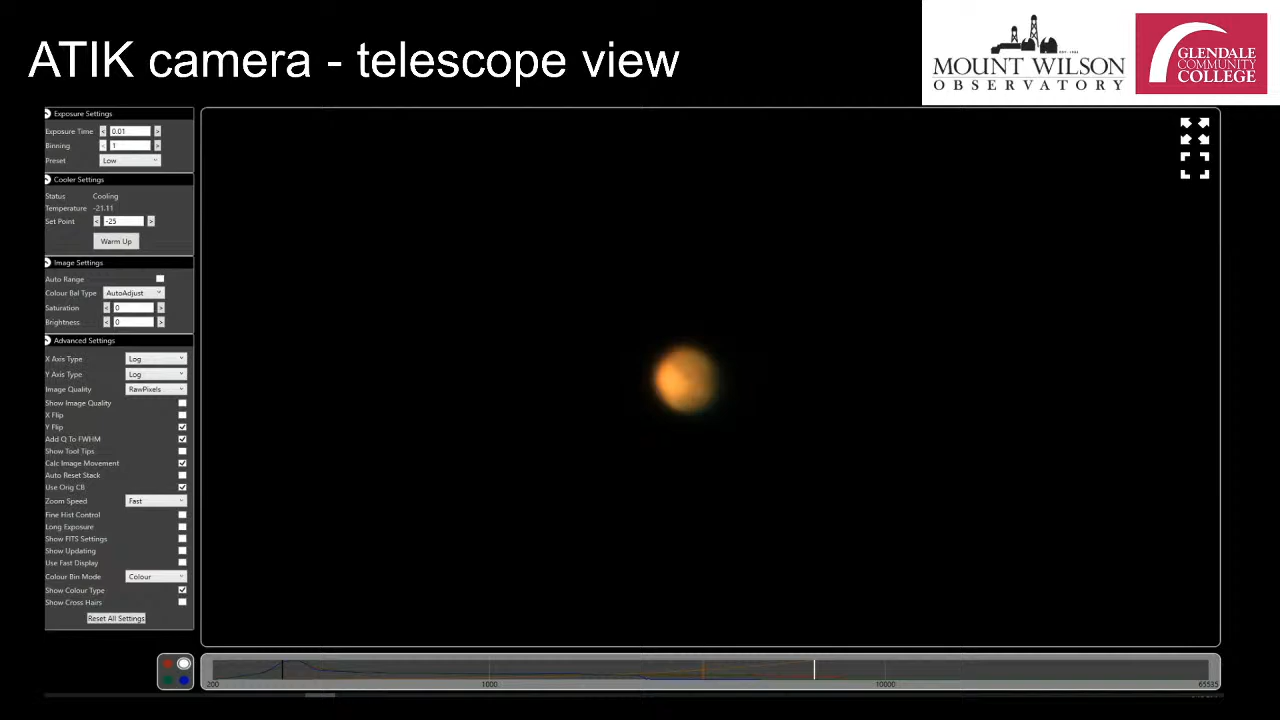 ATIK camera - telescope view
MOUNT WILSON
OBSERVATORY
GLENDALE
COMMUNITY
COLLEGE
Exposure Settings
Exposure Time < 0.01 >
Binning < 1 >
Preset Low
Cooler Settings
Status Cooling
Temperature -21.11
Set Point < -25 >
Warm Up
Image Settings
Auto Range
Colour Bal Type AutoAdjust
Saturation < 0 >
Brightness < 0 >
Advanced Settings
X Axis Type Log
Y Axis Type Log
Image Quality RawPixels
Show Image Quality
X Flip
Y Flip
Add Q To FWHM
Show Tool Tips
Calc Image Movement
Auto Reset Stack
Use Orig CB
Zoom Speed Fast
Fine Hist Control
Long Exposure
Show FITS Settings
Show Updating
Use Fast Display
Colour Bin Mode Colour
Show Colour Type
Show Cross Hairs
Reset All Settings
200 1000 10000 65535